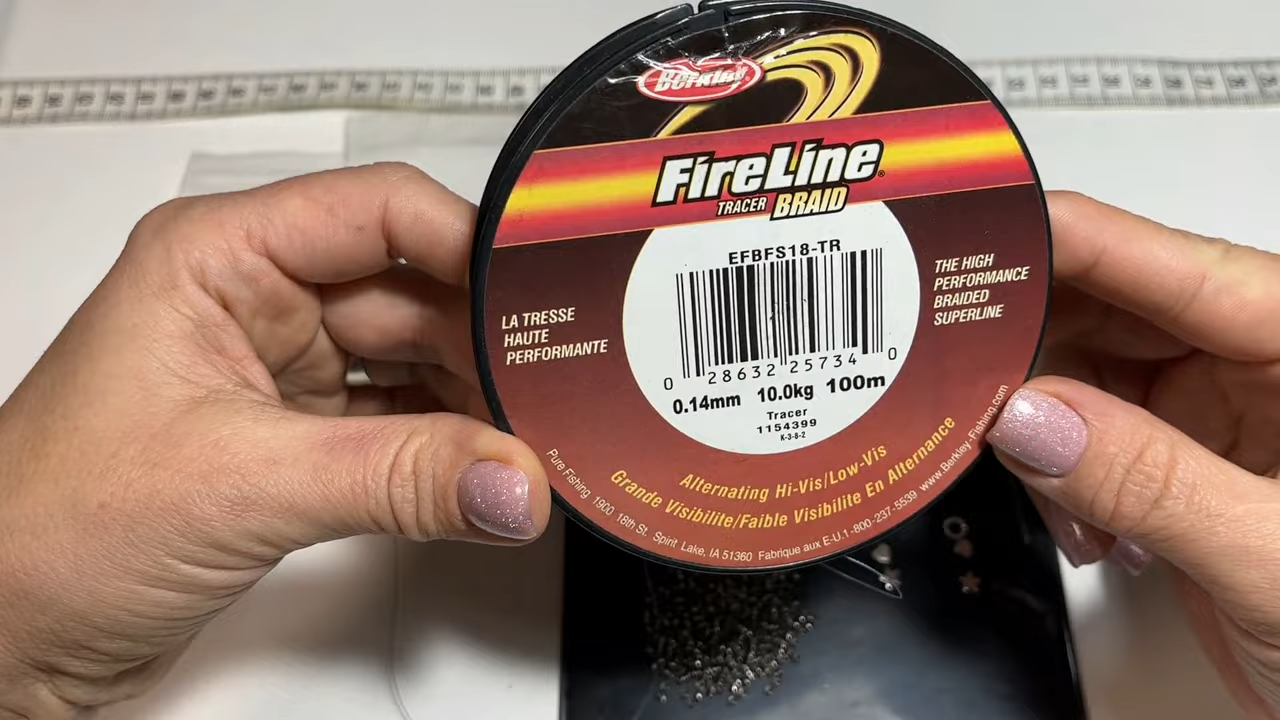 Berkley
FireLine®
TRACER BRAID
EFBFS18-TR
0 28632 25734 0
0.14mm 10.0kg 100m
Tracer
1154399
K-3-8-2
LA TRESSE
HAUTE
PERFORMANTE
THE HIGH
PERFORMANCE
BRAIDED
SUPERLINE
Alternating Hi-Vis/Low-Vis
Grande Visibilite/Faible Visibilite En Alternance
Pure Fishing 1900 18th St. Spirit Lake, IA 51360 Fabrique aux E-U.1-800-237-5539 www.Berkley-Fishing.com